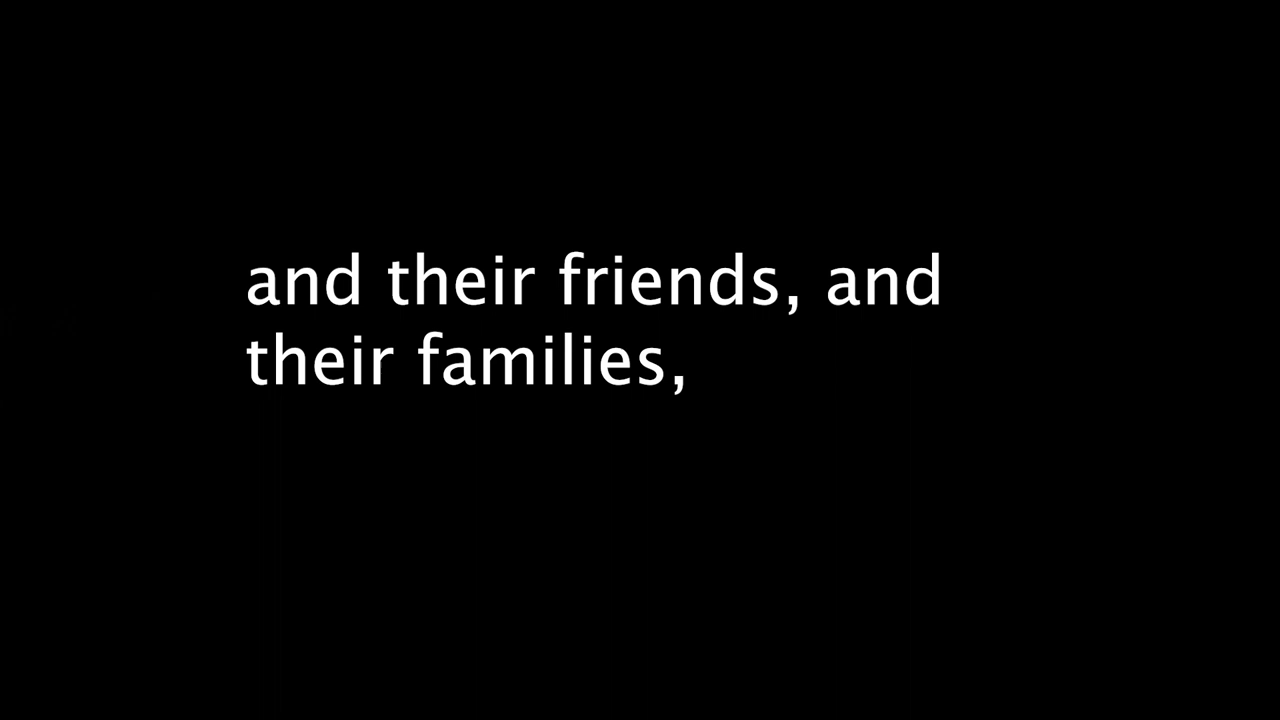 and their friends, and
their families,